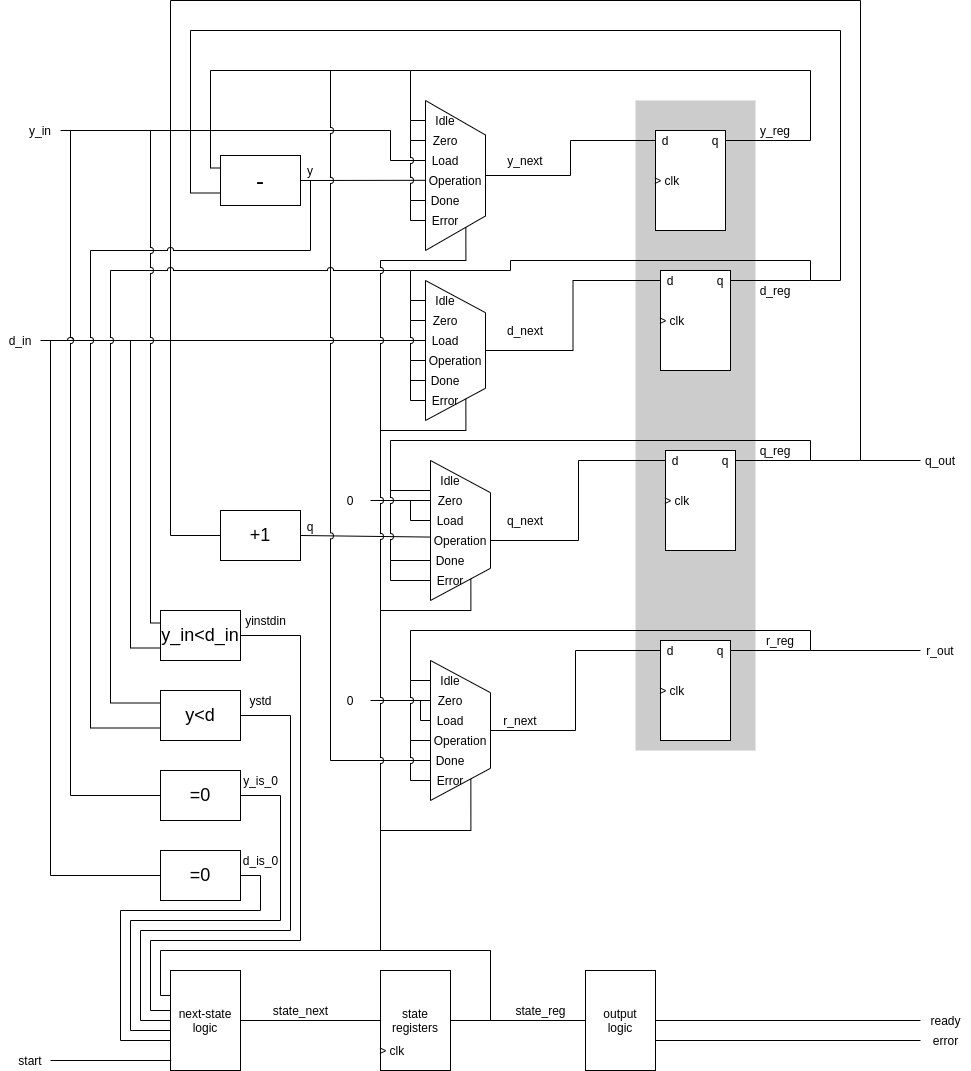 Idle
y_in
y_reg
Zero
d
q
Load
y_next
y
-
Operation
> clk
Done
Error
d
q
d_reg
Idle
Zero
> clk
d_next
d_in
Load
Operation
Done
Error
q_reg
d
q
q_out
Idle
0
Zero
> clk
Load
q_next
q
+1
Operation
Done
Error
yinstdin
y_in<d_in
r_reg
d
q
r_out
Idle
> clk
ystd
0
Zero
y<d
Load
r_next
Operation
Done
y_is_0
Error
=0
d_is_0
=0
state_next
state_reg
next-state
logic
state
registers
output
logic
ready
error
> clk
start